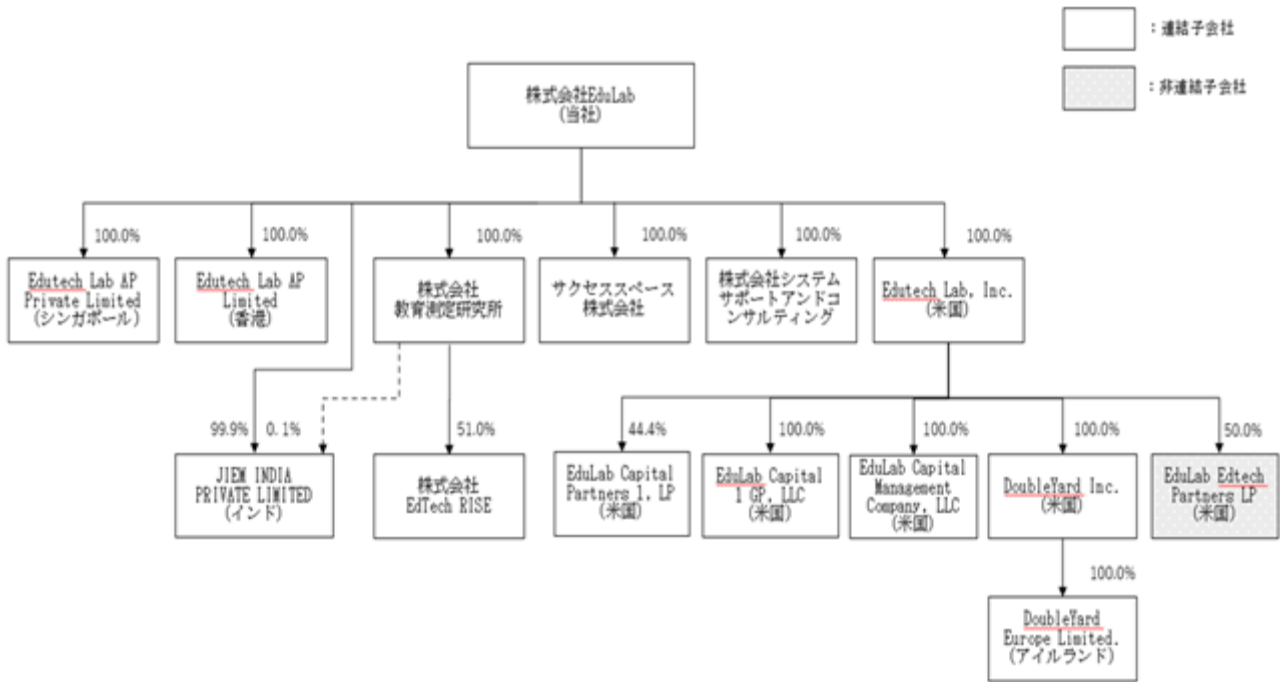 ：連結子会社
：非連結子会社
株式会社EduLab
(当社)
100.0%
100.0%
100.0%
100.0%
100.0%
100.0%
Edutech Lab AP
Private Limited
(シンガポール)
Edutech Lab AP
Limited
(香港)
株式会社
教育測定研究所
サクセススペース
株式会社
株式会社システム
サポートアンドコ
ンサルティング
Edutech Lab, Inc.
(米国)
99.9%
0.1%
51.0%
44.4%
100.0%
100.0%
100.0%
50.0%
JIEM INDIA
PRIVATE LIMITED
(インド)
株式会社
EdTech RISE
EduLab Capital
Partners 1, LP
(米国)
EduLab Capital
1 GP, LLC
(米国)
EduLab Capital
Management
Company, LLC
(米国)
DoubleYard Inc.
(米国)
EduLab Edtech
Partners LP
(米国)
100.0%
DoubleYard
Europe Limited.
(アイルランド)